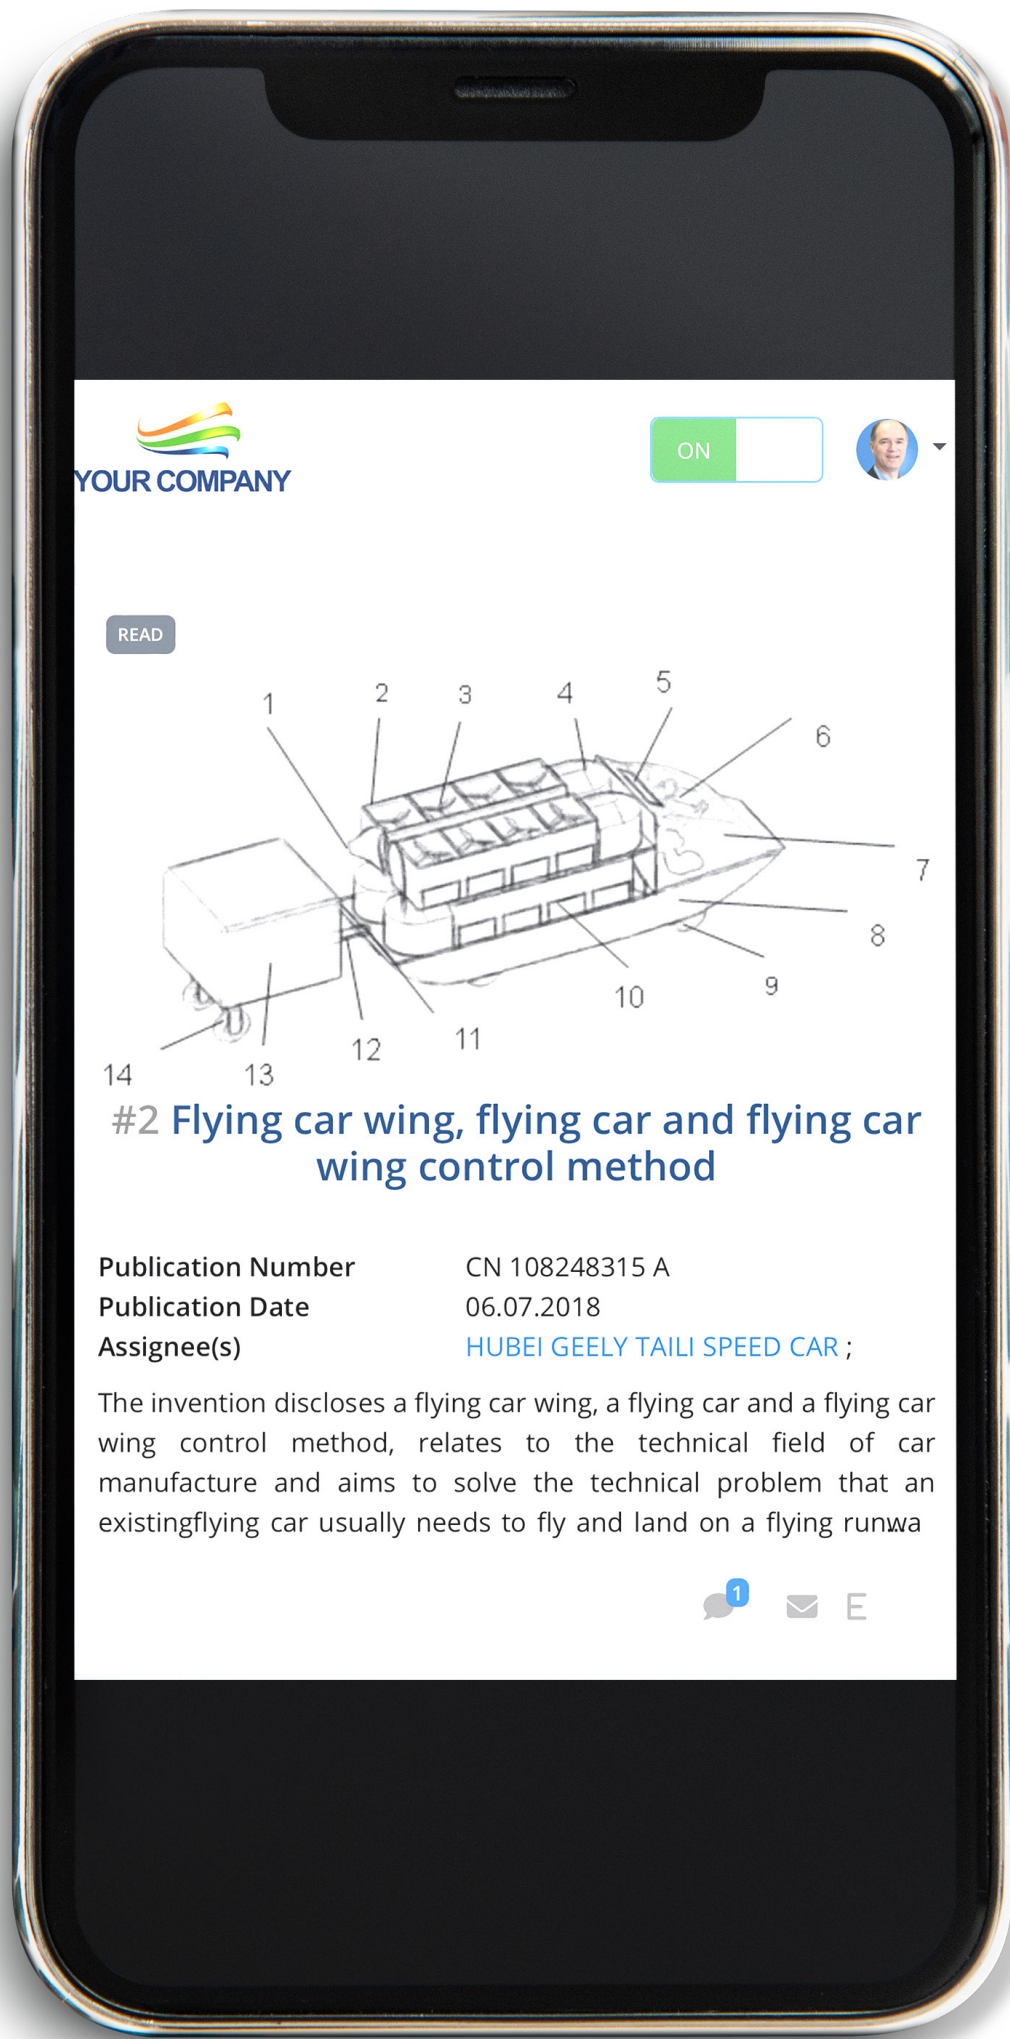 YOUR COMPANY
ON
READ
1 2 3 4 5
6
7
8
9
10
11
12
13
14
#2 Flying car wing, flying car and flying car
wing control method
Publication Number CN 108248315 A
Publication Date 06.07.2018
Assignee(s) HUBEI GEELY TAILI SPEED CAR ;
The invention discloses a flying car wing, a flying car and a flying car
wing control method, relates to the technical field of car
manufacture and aims to solve the technical problem that an
existingflying car usually needs to fly and land on a flying runwa...
1
E